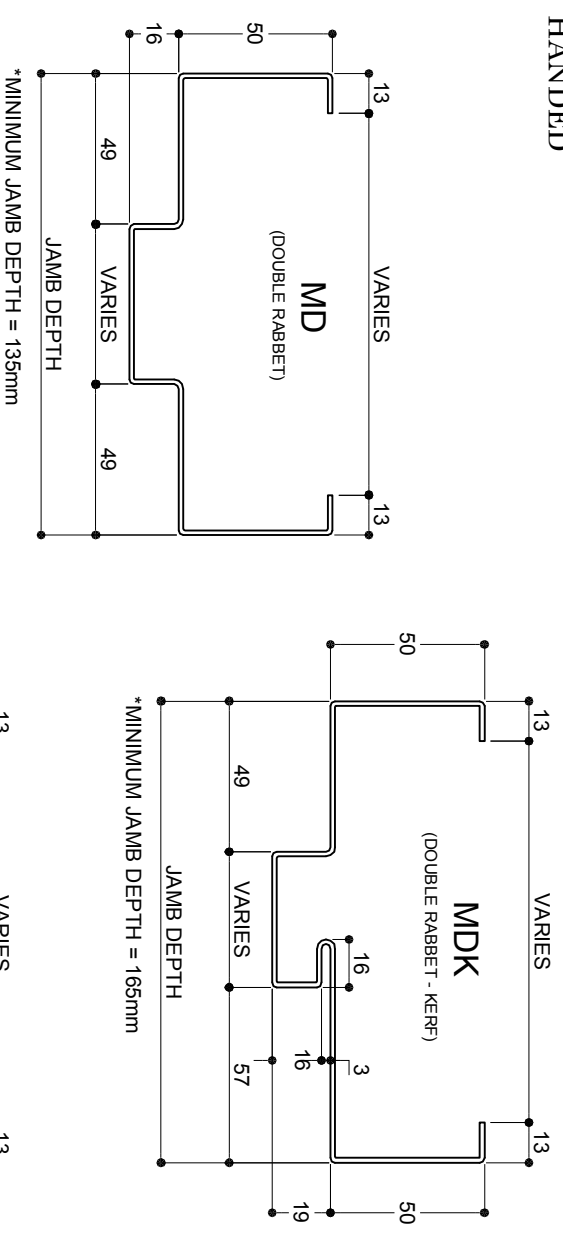 HANDED
13
VARIES
13
50
MD
(DOUBLE RABBET)
16
49
VARIES
49
JAMB DEPTH
*MINIMUM JAMB DEPTH = 135mm
13
VARIES
13
50
MDK
(DOUBLE RABBET - KERF)
50
16
3
16
19
49
VARIES
57
JAMB DEPTH
*MINIMUM JAMB DEPTH = 165mm
13
VARIES
13